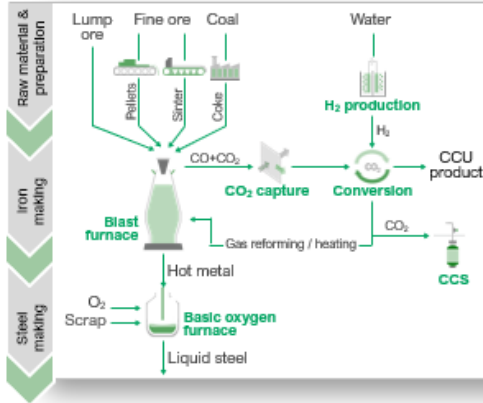 Raw material &
preparation
Iron
making
Steel
making
Lump
ore
Fine ore
Coal
Water
Pellets
Sinter
Coke
H₂ production
H₂
CO+CO₂
CO₂ capture
CO₂
Conversion
CCU
product
Blast
furnace
Gas reforming / heating
CO₂
CCS
Hot metal
O₂
Scrap
Basic oxygen
furnace
Liquid steel